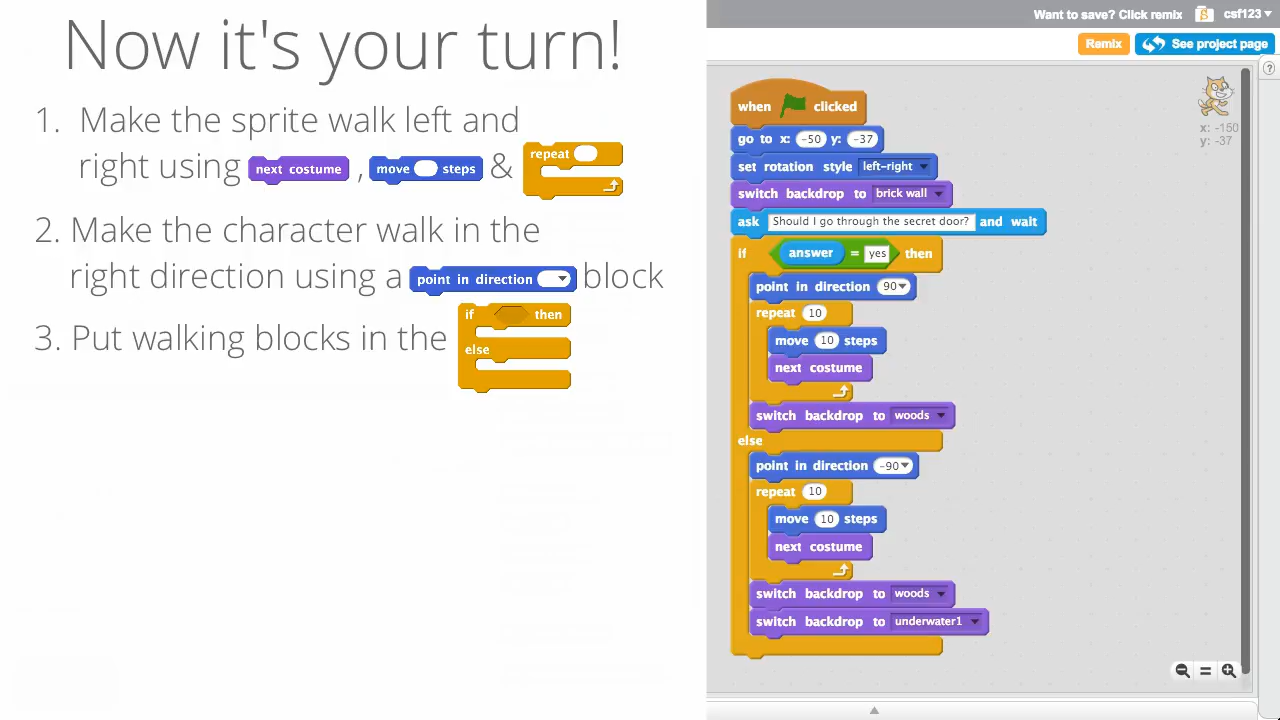 Now it's your turn!
1. Make the sprite walk left and
right using next costume , move steps & repeat
2. Make the character walk in the
right direction using a point in direction block
3. Put walking blocks in the if then
else
Want to save? Click remix csf123
Remix See project page
?
x: -150
y: -37
when clicked
go to x: -50 y: -37
set rotation style left-right
switch backdrop to brick wall
ask Should I go through the secret door? and wait
if answer = yes then
point in direction 90
repeat 10
move 10 steps
next costume
switch backdrop to woods
else
point in direction -90
repeat 10
move 10 steps
next costume
switch backdrop to woods
switch backdrop to underwater1